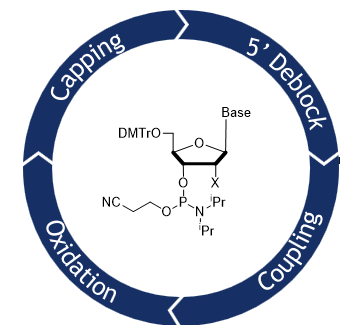 Capping
5' Deblock
Coupling
Oxidation
Base
DMTrO
O
O
X
NC
O
P
N
iPr
iPr